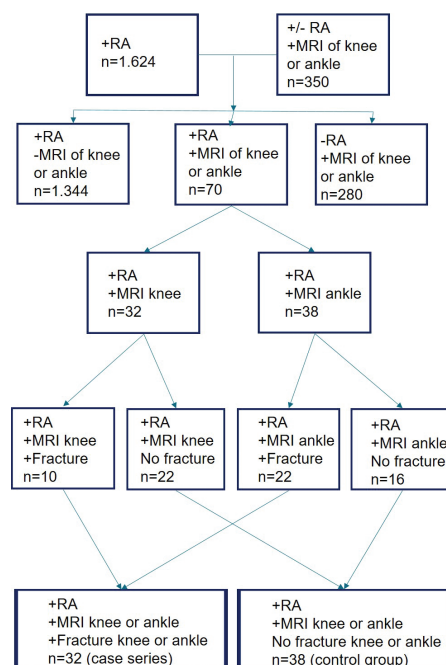 +RA
n=1.624
+/- RA
+MRI of knee
or ankle
n=350
+RA
-MRI of knee
or ankle
n=1.344
+RA
+MRI of knee
or ankle
n=70
-RA
+MRI of knee
or ankle
n=280
+RA
+MRI knee
n=32
+RA
+MRI ankle
n=38
+RA
+MRI knee
+Fracture
n=10
+RA
+MRI knee
No fracture
n=22
+RA
+MRI ankle
+Fracture
n=22
+RA
+MRI ankle
No fracture
n=16
+RA
+MRI knee or ankle
+Fracture knee or ankle
n=32 (case series)
+RA
+MRI knee or ankle
No fracture knee or ankle
n=38 (control group)